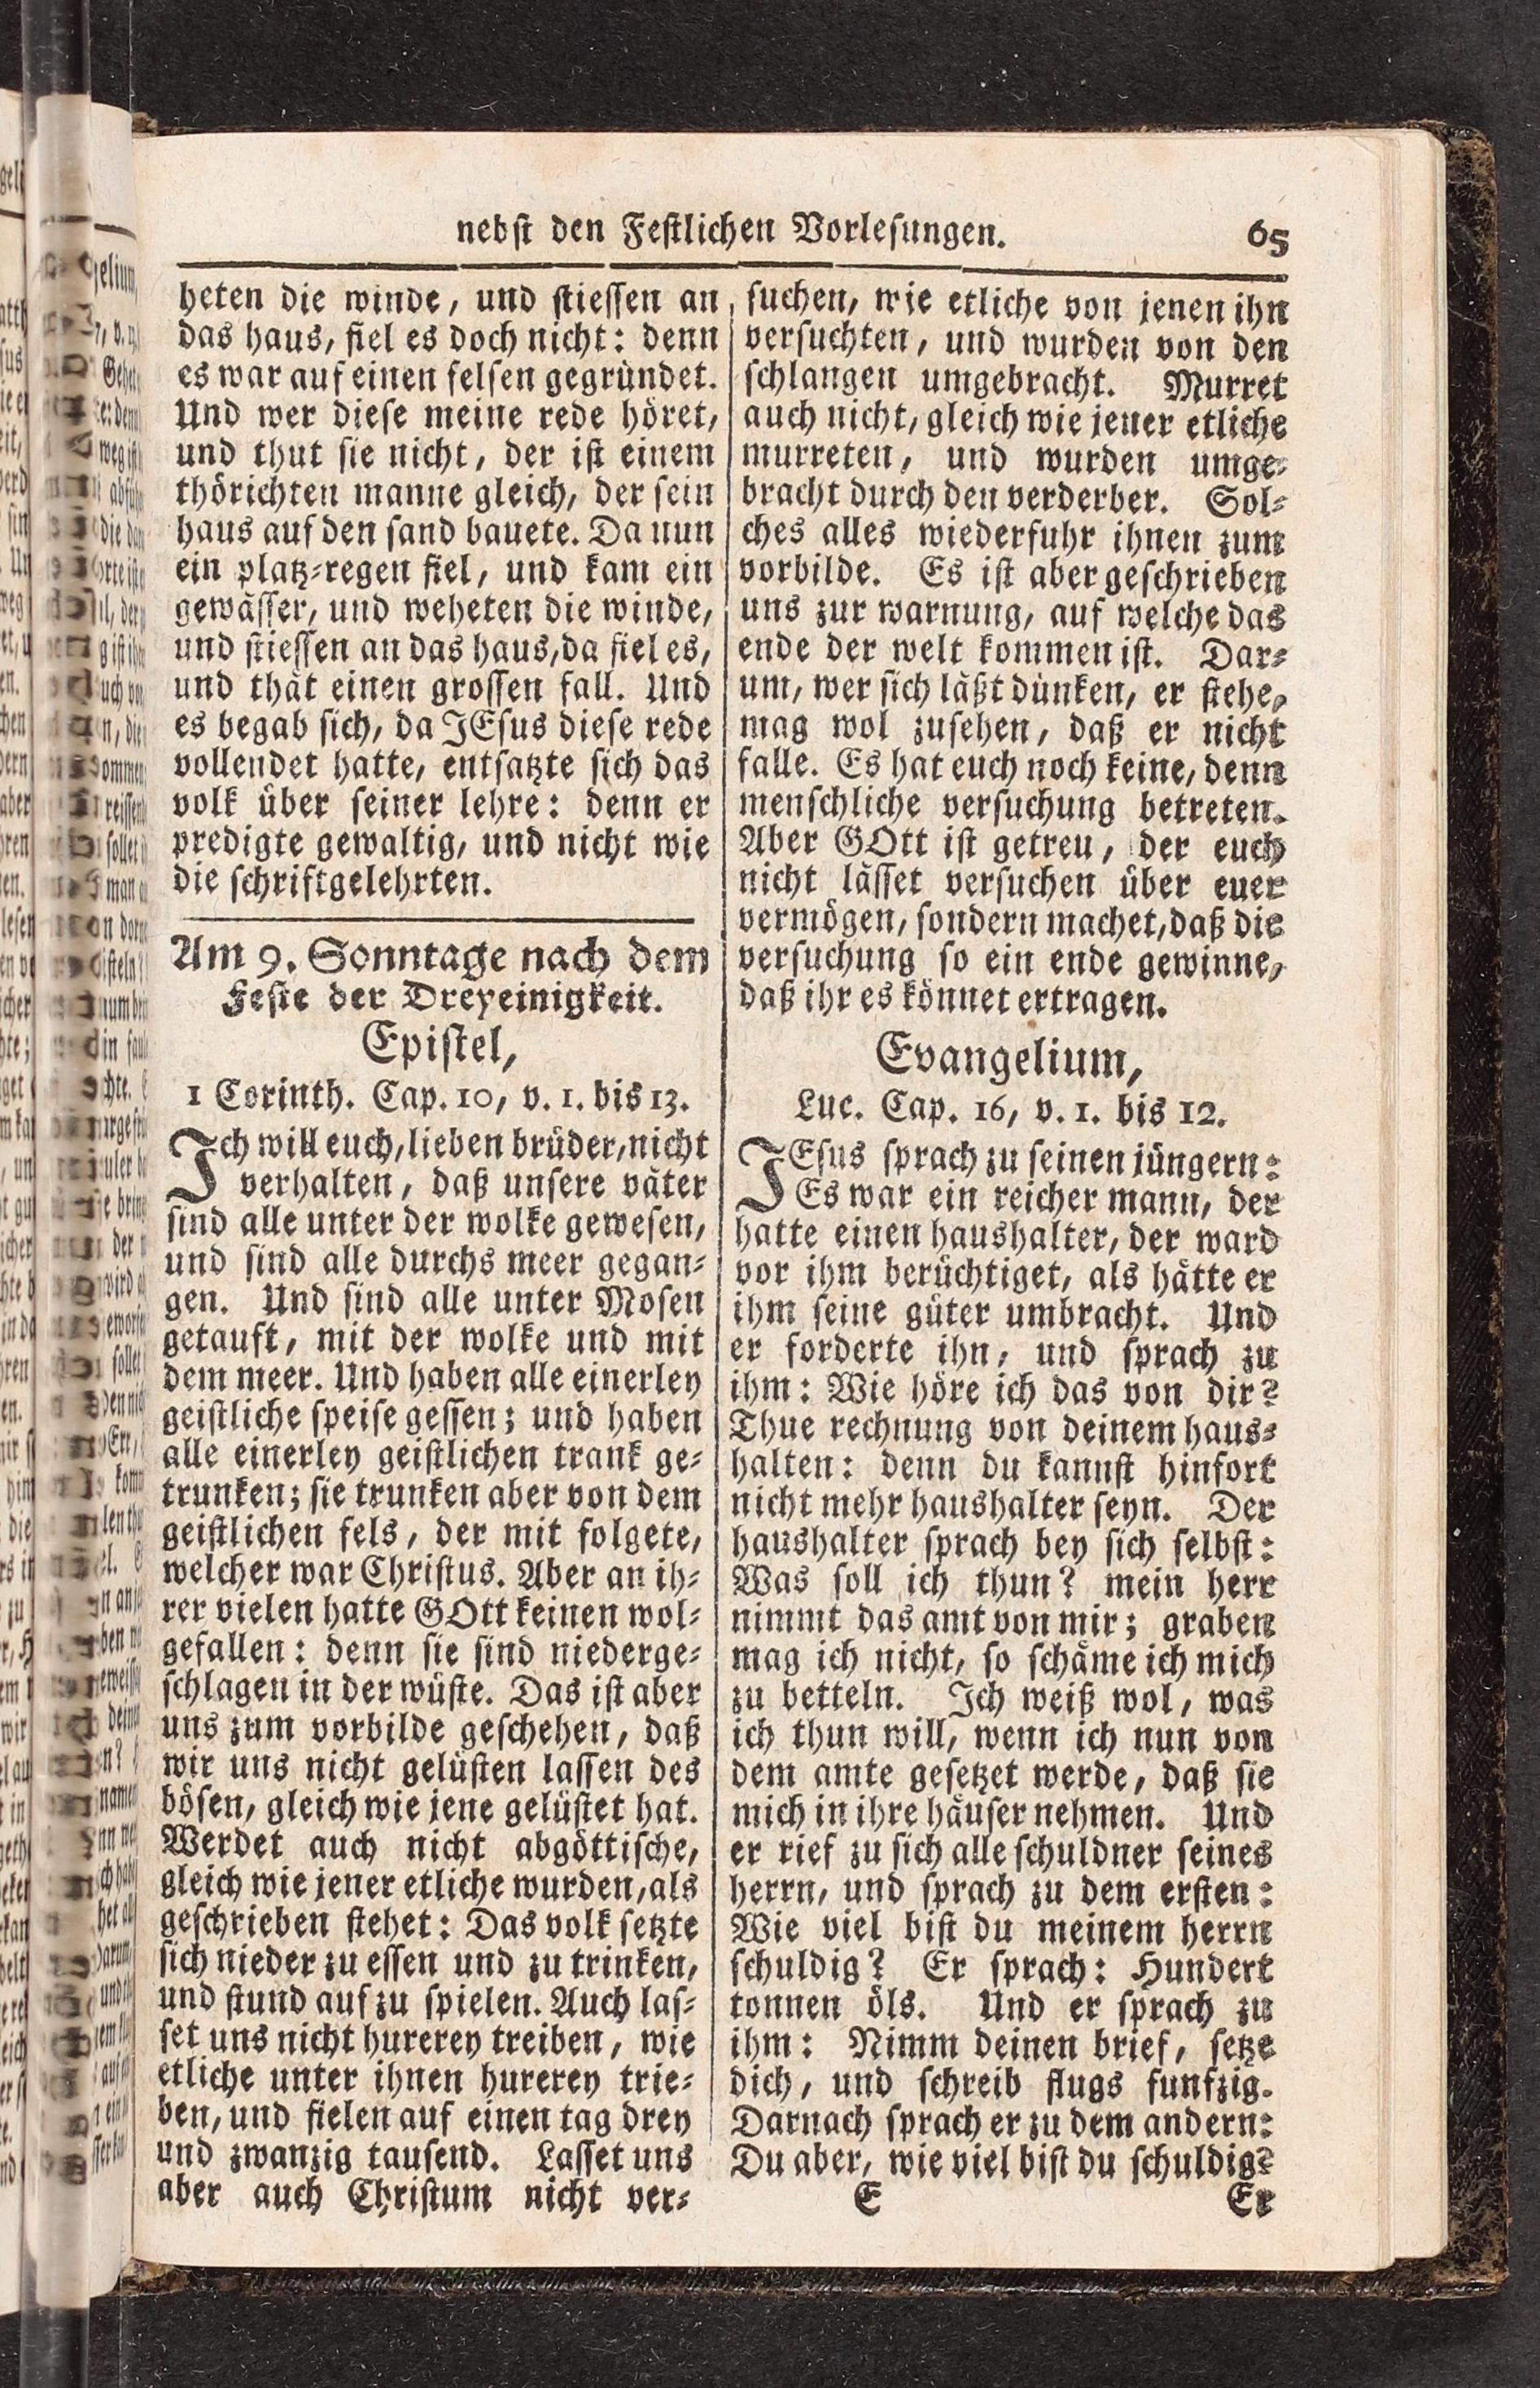 nebst den Festlichen Vorlesungen. 65
heten die winde, und stiessen an
das haus, fiel es doch nicht: denn
es war auf einen felsen gegründet.
Und wer diese meine rede höret,
und thut sie nicht, der ist einem
thörichten manne gleich, der sein
haus auf den sand bauete. Da nun
ein platz-regen fiel, und kam ein
gewässer, und weheten die winde,
und stiessen an das haus, da fiel es,
und thät einen grossen fall. Und
es begab sich, da JEsus diese rede
vollendet hatte, entsatzte sich das
volk über seiner lehre: denn er
predigte gewaltig, und nicht wie
die schriftgelehrten.
Am 9. Sonntage nach dem
Feste der Dreyeinigkeit.
Epistel,
1 Corinth. Cap. 10, v. 1. bis 13.
Ich will euch, lieben brüder, nicht
verhalten, daß unsere väter
sind alle unter der wolke gewesen,
und sind alle durchs meer gegan-
gen. Und sind alle unter Mosen
getauft, mit der wolke und mit
dem meer. Und haben alle einerley
geistliche speise gessen; und haben
alle einerley geistlichen trank ge-
trunken; sie trunken aber von dem
geistlichen fels, der mit folgete,
welcher war Christus. Aber an ih-
rer vielen hatte GOtt keinen wol-
gefallen: denn sie sind niederge-
schlagen in der wüste. Das ist aber
uns zum vorbilde geschehen, daß
wir uns nicht gelüsten lassen des
bösen, gleich wie jene gelüstet hat.
Werdet auch nicht abgöttische,
gleich wie jener etliche wurden, als
geschrieben stehet: Das volk setzte
sich nieder zu essen und zu trinken,
und stund auf zu spielen. Auch las-
set uns nicht hurerey treiben, wie
etliche unter ihnen hurerey trie-
ben, und fielen auf einen tag drey
und zwanzig tausend. Lasset uns
aber auch Christum nicht ver-
suchen, wie etliche von jenen ihn
versuchten, und wurden von den
schlangen umgebracht. Murret
auch nicht, gleich wie jener etliche
murreten, und wurden umge-
bracht durch den verderber. Sol-
ches alles wiederfuhr ihnen zum
vorbilde. Es ist aber geschrieben
uns zur warnung, auf welche das
ende der welt kommen ist. Dar-
um, wer sich läßt dünken, er stehe,
mag wol zusehen, daß er nicht
falle. Es hat euch noch keine, denn
menschliche versuchung betreten.
Aber GOtt ist getreu, der euch
nicht lässet versuchen über euer
vermögen, sondern machet, daß die
versuchung so ein ende gewinne,
daß ihr es könnet ertragen.
Evangelium,
Luc. Cap. 16, v. 1. bis 12.
JEsus sprach zu seinen jüngern:
Es war ein reicher mann, der
hatte einen haushalter, der ward
vor ihm berüchtiget, als hätte er
ihm seine güter umbracht. Und
er forderte ihn, und sprach zu
ihm: Wie höre ich das von dir?
Thue rechnung von deinem haus-
halten: denn du kannst hinfort
nicht mehr haushalter seyn. Der
haushalter sprach bey sich selbst:
Was soll ich thun? mein herr
nimmt das amt von mir; graben
mag ich nicht, so schäme ich mich
zu betteln. Ich weiß wol, was
ich thun will, wenn ich nun von
dem amte gesetzet werde, daß sie
mich in ihre häuser nehmen. Und
er rief zu sich alle schuldner seines
herrn, und sprach zu dem ersten:
Wie viel bist du meinem herrn
schuldig? Er sprach: Hundert
tonnen öls. Und er sprach zu
ihm: Nimm deinen brief, setze
dich, und schreib flugs funfzig.
Darnach sprach er zu dem andern:
Du aber, wie viel bist du schuldig?
E Er